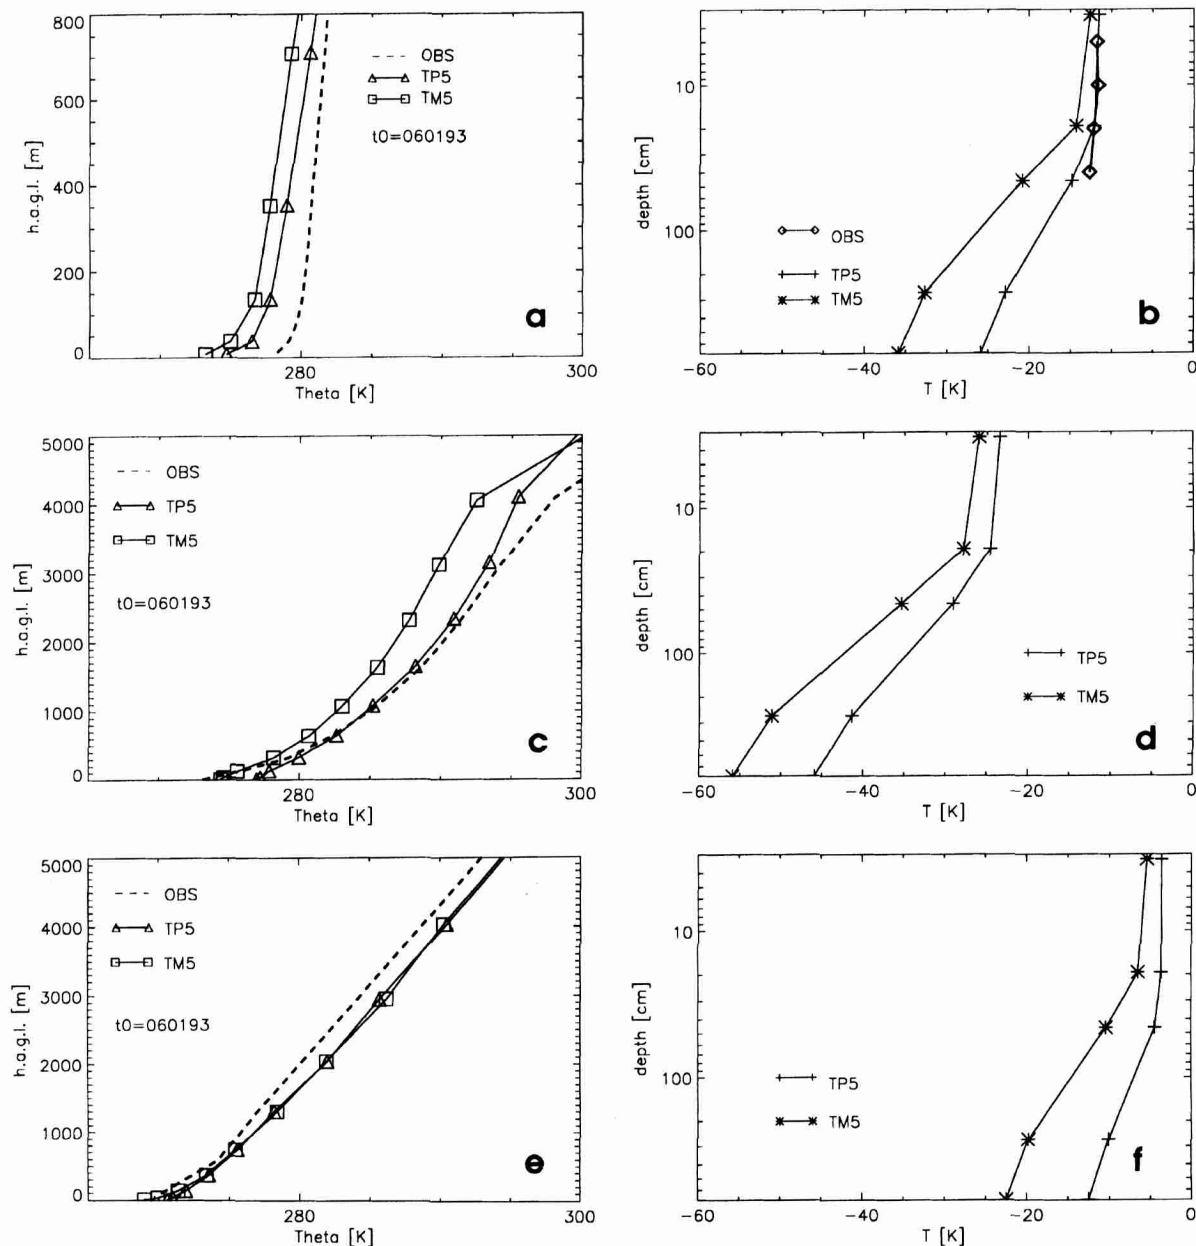 800
600
400
200
0
h.a.g.l. [m]
OBS
TP5
TM5
t0=060193
a
280
300
Theta [K]
10
100
depth [cm]
OBS
TP5
TM5
b
-60
-40
-20
0
T [K]
5000
4000
3000
2000
1000
0
h.a.g.l. [m]
OBS
TP5
TM5
t0=060193
c
280
300
Theta [K]
10
100
depth [cm]
TP5
TM5
d
-60
-40
-20
0
T [K]
5000
4000
3000
2000
1000
0
h.a.g.l. [m]
OBS
TP5
TM5
t0=060193
e
280
300
Theta [K]
10
100
depth [cm]
TP5
TM5
f
-60
-40
-20
0
T [K]